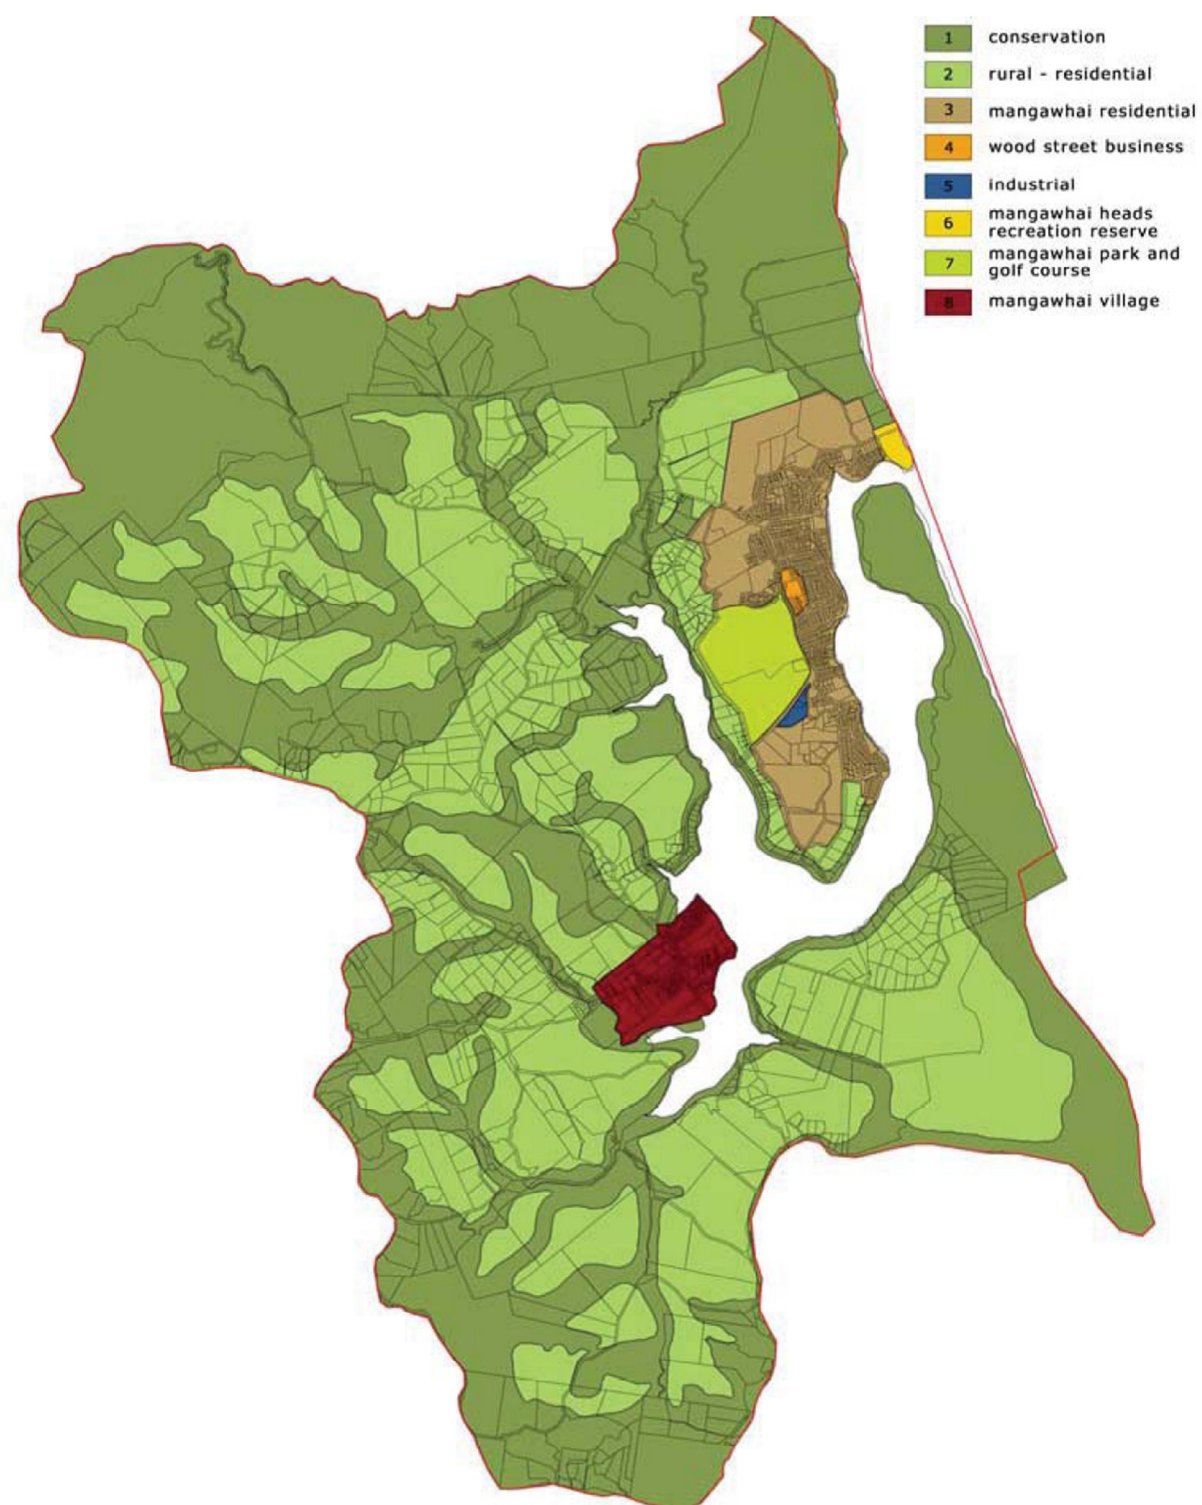 1 conservation
2 rural - residential
3 mangawhai residential
4 wood street business
5 industrial
6 mangawhai heads
recreation reserve
7 mangawhai park and
golf course
8 mangawhai village